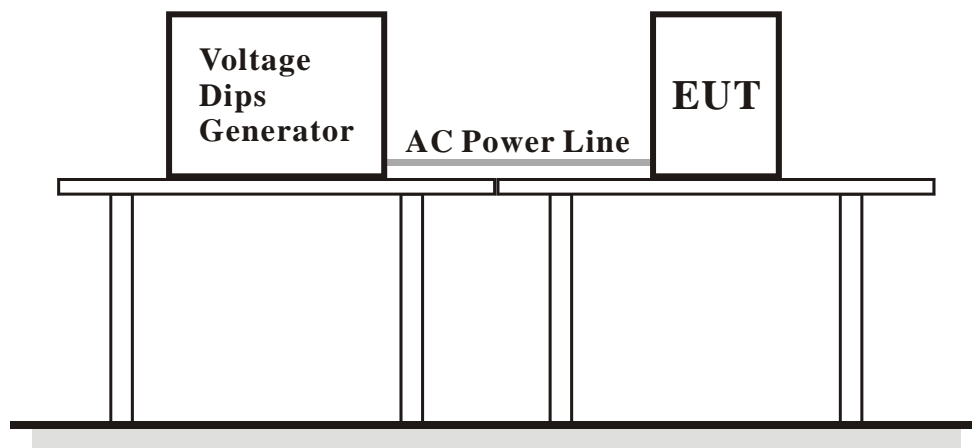 Voltage
Dips
Generator
AC Power Line
EUT